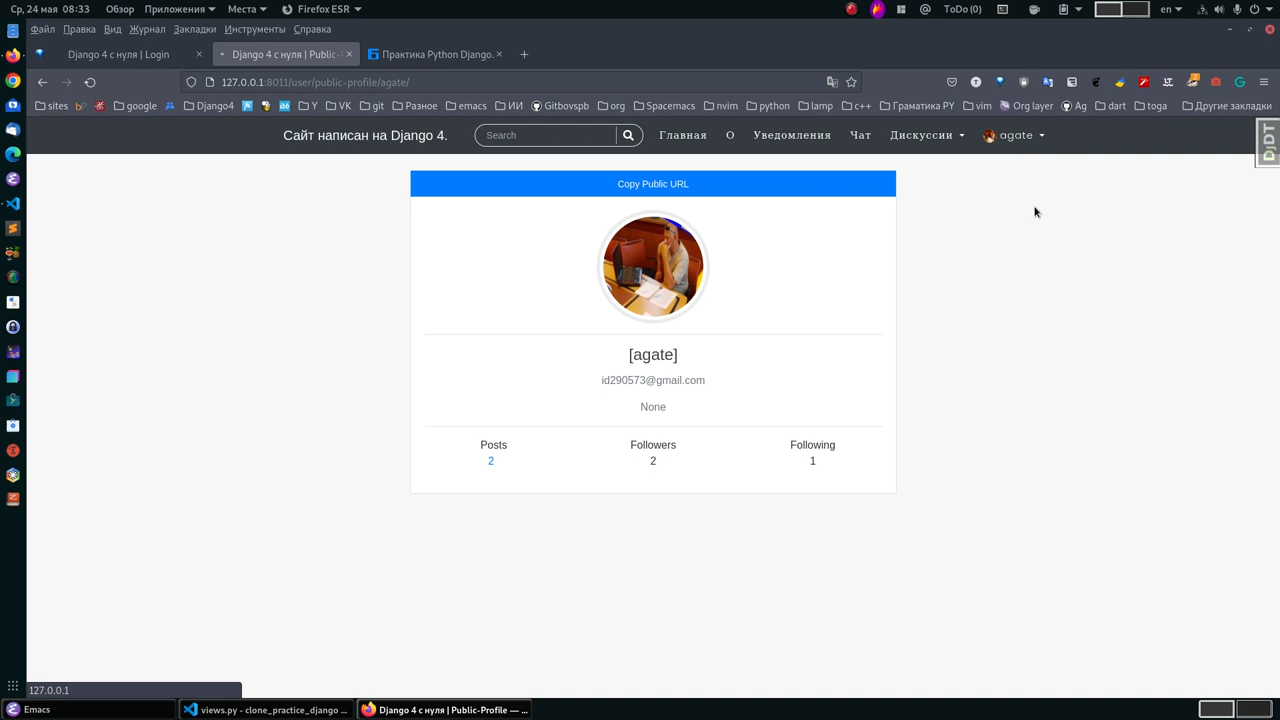 Ср, 24 мая 08:33 Обзор Приложения Места Firefox ESR ToDo (0) en
Файл Правка Вид Журнал Закладки Инструменты Справка
Django 4 с нуля | Login Django 4 с нуля | Public- Практика Python Django.
127.0.0.1:8011/user/public-profile/agate/
sites google Django4 Y VK git Разное emacs ИИ Gitbovspb org Spacemacs nvim python lamp c++ Граматика РУ vim Org layer Ag dart toga Другие закладки
Сайт написан на Django 4. Search Главная О Уведомления Чат Дискуссии agate
DjDT
Copy Public URL
[agate]
id290573@gmail.com
None
Posts Followers Following
2 2 1
127.0.0.1
Emacs views.py - clone_practice_django ... Django 4 с нуля | Public-Profile — ...